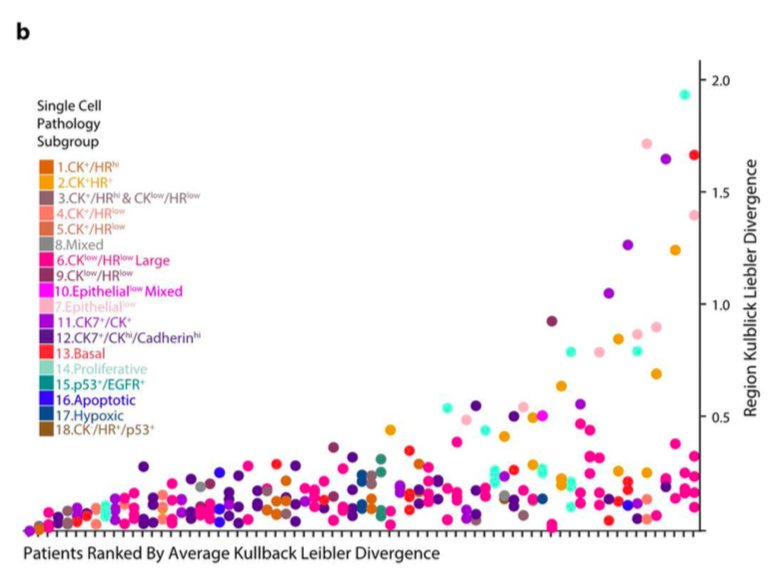 b
Single Cell
Pathology
Subgroup
1.CK⁺/HRʰⁱ
2.CK⁺HR⁺
3.CK⁺/HRʰⁱ & CKˡᵒʷ/HRˡᵒʷ
4.CK⁺/HRˡᵒʷ
5.CK⁺/HRˡᵒʷ
8.Mixed
6.CKˡᵒʷ/HRˡᵒʷ Large
9.CKˡᵒʷ/HRˡᵒʷ
10.Epithelialˡᵒʷ Mixed
7.Epithelialˡᵒʷ
11.CK7⁺/CK⁺
12.CK7⁺/CKʰⁱ/Cadherinʰⁱ
13.Basal
14.Proliferative
15.p53⁺/EGFR⁺
16.Apoptotic
17.Hypoxic
18.CK⁻/HR⁺/p53⁺
2.0
1.5
1.0
0.5
Region Kulblick Liebler Divergence
Patients Ranked By Average Kullback Leibler Divergence